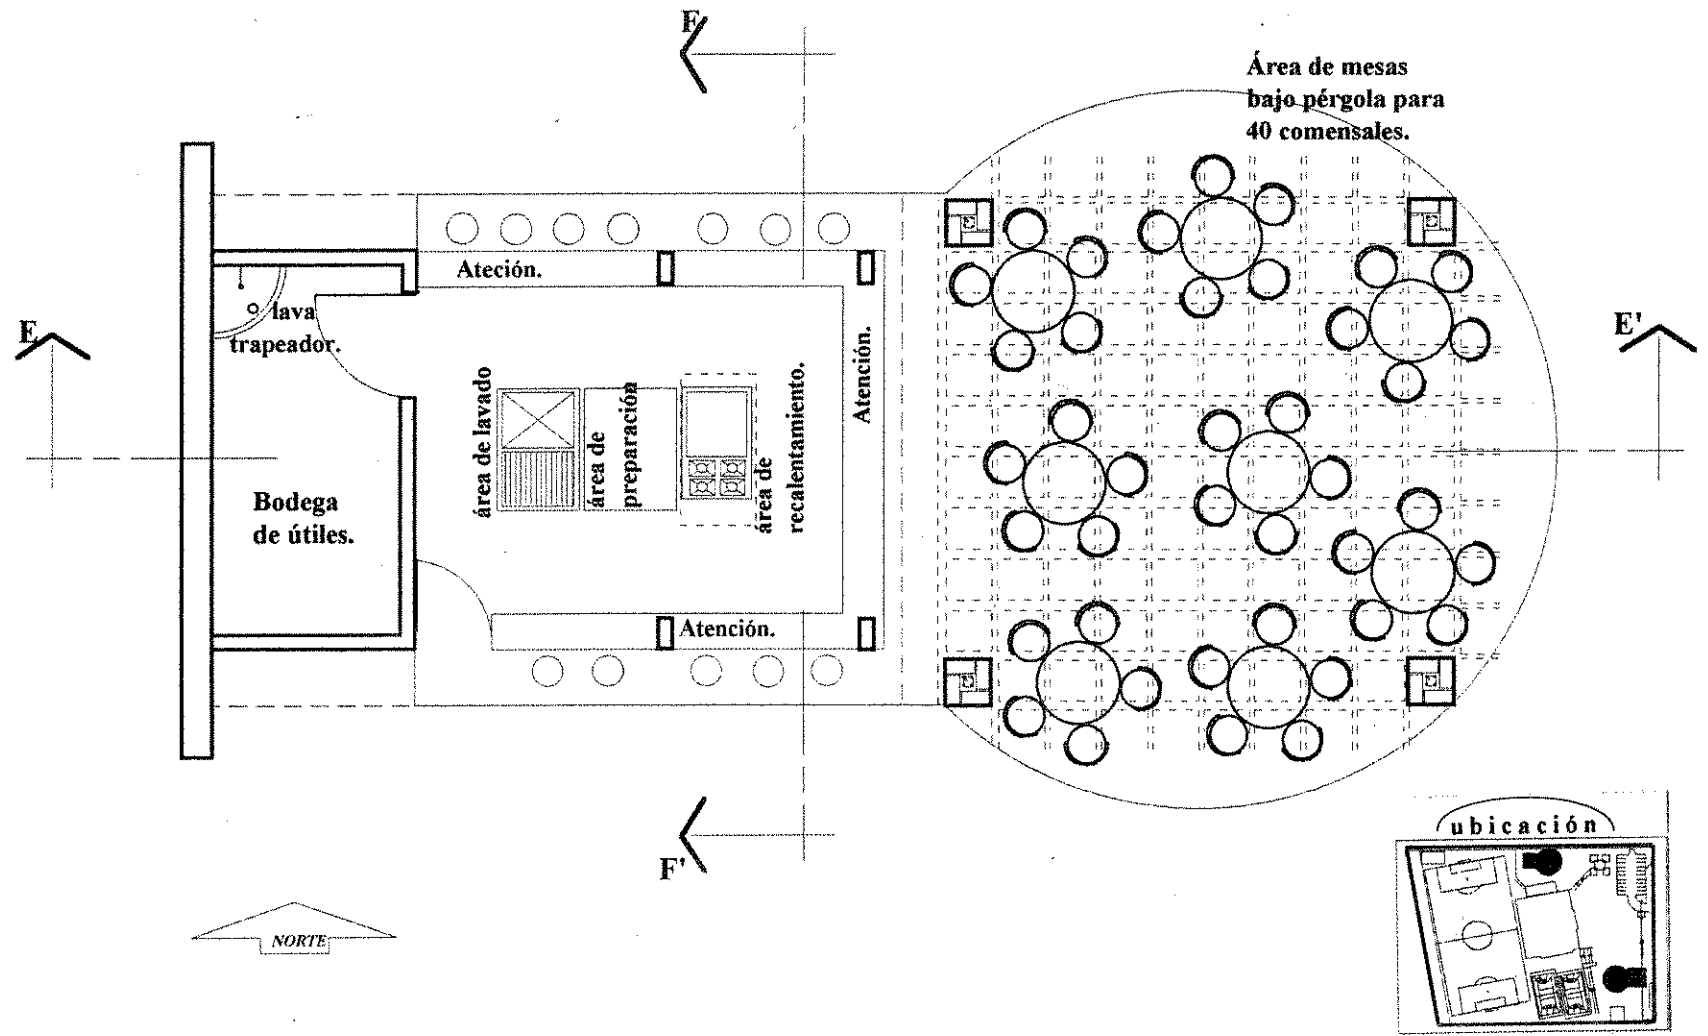 F
Área de mesas
bajo pérgola para
40 comensales.
Ateción.
lava
trapeador.
E
E'
Atención.
área de lavado
área de
preparación
área de
recalentamiento.
Bodega
de útiles.
Atención.
F'
ubicación
NORTE